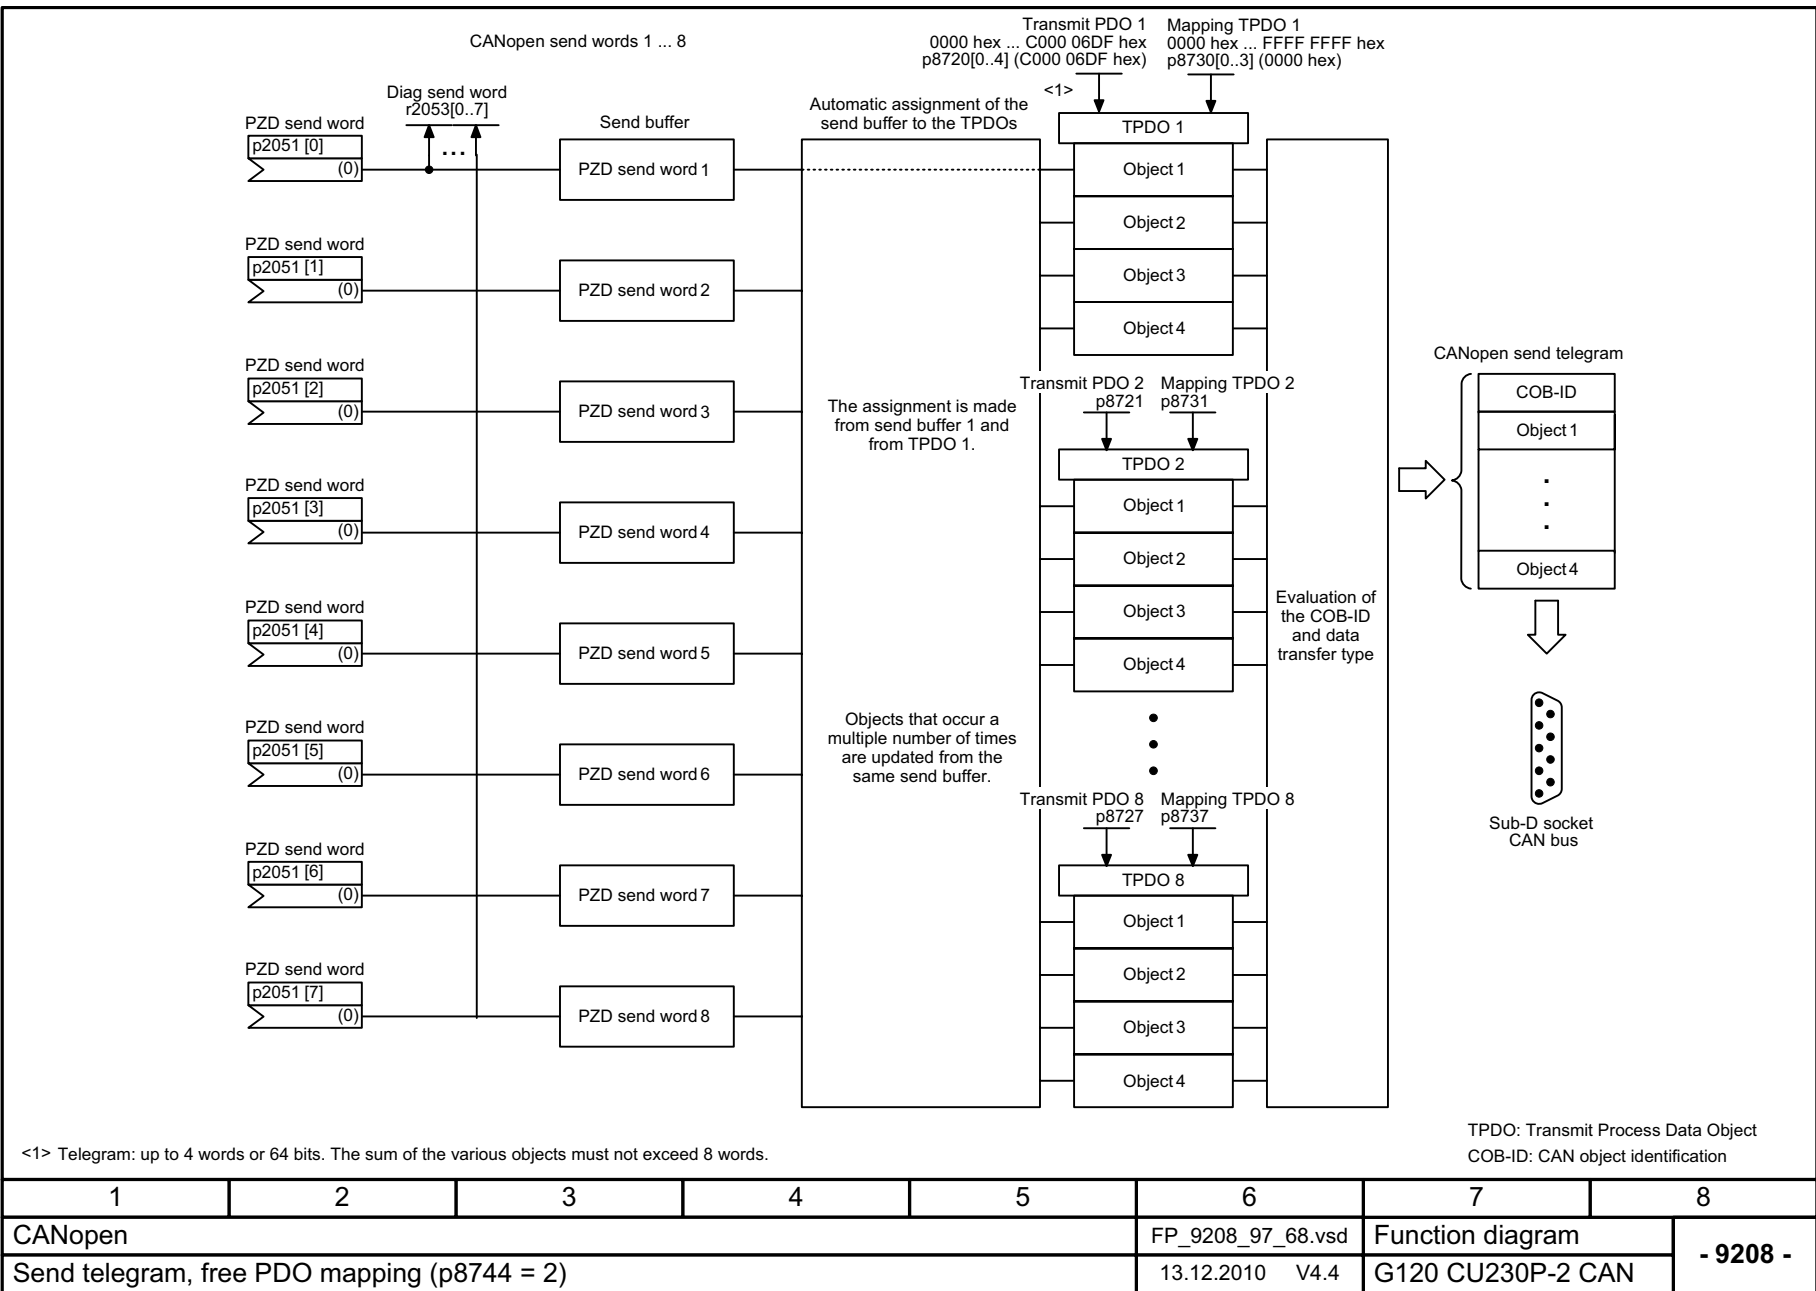 CANopen send words 1 ... 8
Transmit PDO 1
0000 hex ... C000 06DF hex
p8720[0..4] (C000 06DF hex)
Mapping TPDO 1
0000 hex ... FFFF FFFF hex
p8730[0..3] (0000 hex)
<1>
Diag send word
r2053[0..7]
...
Send buffer
Automatic assignment of the
send buffer to the TPDOs
PZD send word
p2051 [0]
(0)
PZD send word 1
PZD send word
p2051 [1]
(0)
PZD send word 2
PZD send word
p2051 [2]
(0)
PZD send word 3
PZD send word
p2051 [3]
(0)
PZD send word 4
PZD send word
p2051 [4]
(0)
PZD send word 5
PZD send word
p2051 [5]
(0)
PZD send word 6
PZD send word
p2051 [6]
(0)
PZD send word 7
PZD send word
p2051 [7]
(0)
PZD send word 8
The assignment is made
from send buffer 1 and
from TPDO 1.
Objects that occur a
multiple number of times
are updated from the
same send buffer.
TPDO 1
Object 1
Object 2
Object 3
Object 4
Transmit PDO 2
p8721
Mapping TPDO 2
p8731
TPDO 2
Object 1
Object 2
Object 3
Object 4
Transmit PDO 8
p8727
Mapping TPDO 8
p8737
TPDO 8
Object 1
Object 2
Object 3
Object 4
Evaluation of
the COB-ID
and data
transfer type
CANopen send telegram
COB-ID
Object 1
.
.
.
Object 4
Sub-D socket
CAN bus
TPDO: Transmit Process Data Object
COB-ID: CAN object identification
<1> Telegram: up to 4 words or 64 bits. The sum of the various objects must not exceed 8 words.
1 2 3 4 5 6 7 8
CANopen
FP_9208_97_68.vsd
Function diagram
- 9208 -
Send telegram, free PDO mapping (p8744 = 2)
13.12.2010 V4.4
G120 CU230P-2 CAN